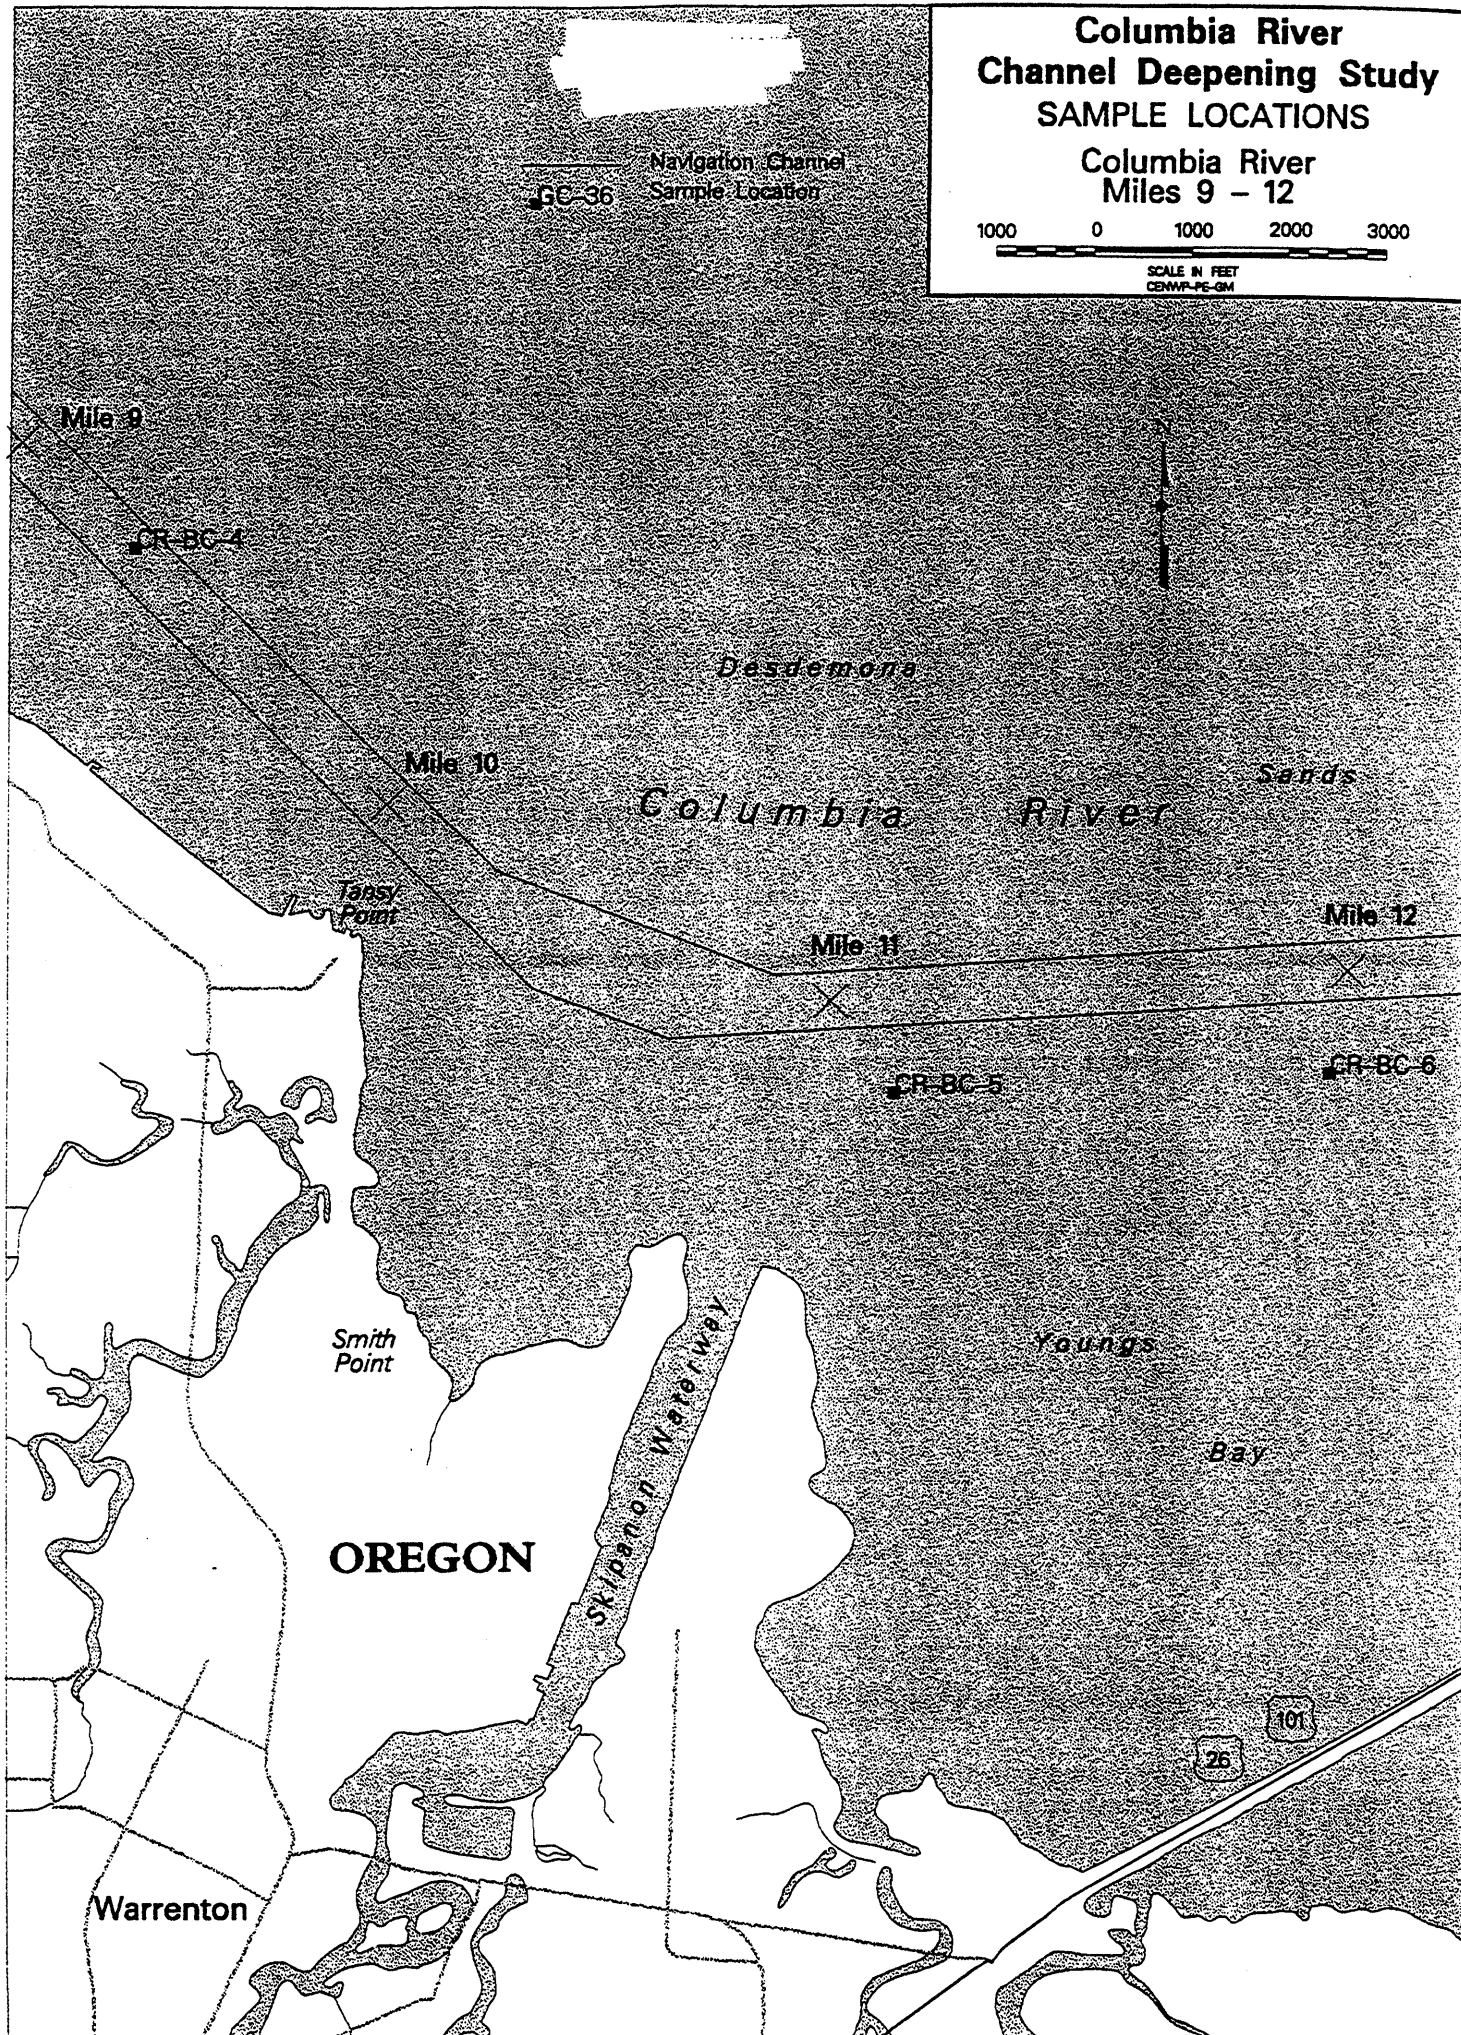 Columbia River
Channel Deepening Study
SAMPLE LOCATIONS
Columbia River
Miles 9 – 12
1000 0 1000 2000 3000
SCALE IN FEET
CENWP-PE-GM
Navigation Channel
GC-36 Sample Location
Mile 9
N
CR-BC-4
Desdemona
Mile 10
Sands
Columbia River
Tansy
Point
Mile 12
Mile 11
CR-BC-6
CR-BC-5
Smith
Point
Youngs
Bay
Skipanon Waterway
OREGON
101
26
Warrenton